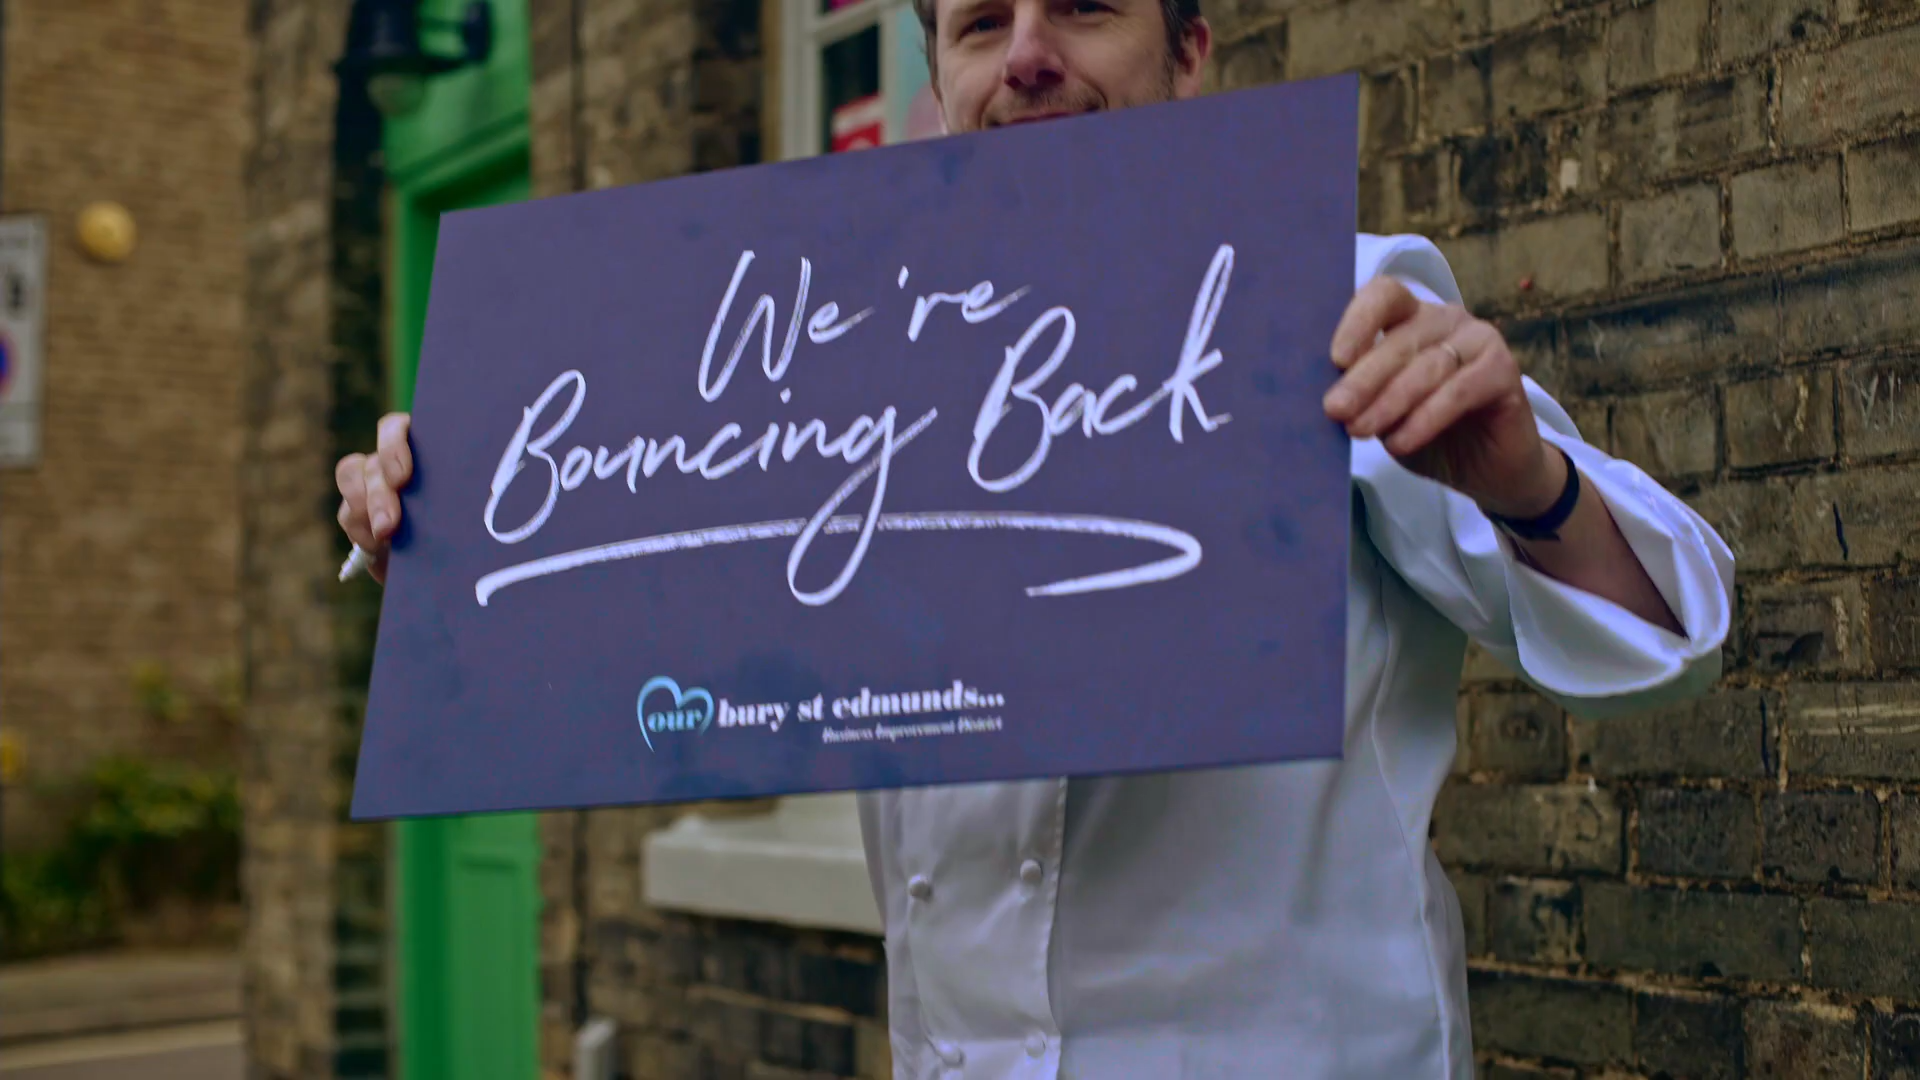 We're
Bouncing Back
our bury st edmunds...
Business Improvement District